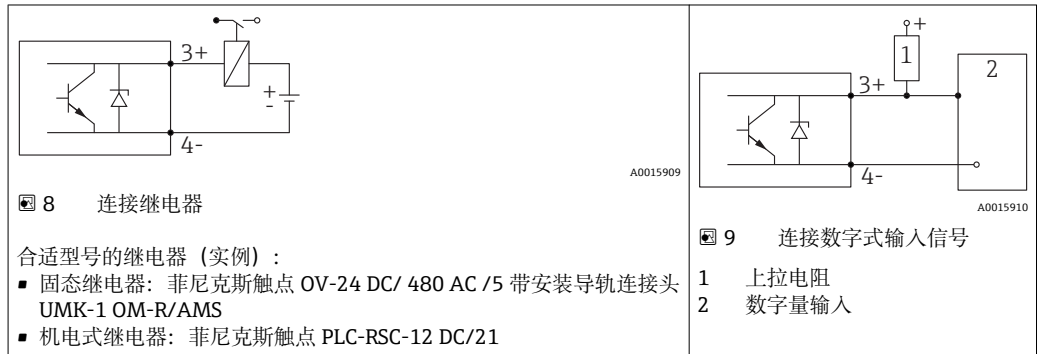 3+
+
-
4-
A0015909
8 连接继电器
合适型号的继电器（实例）:
▪ 固态继电器: 菲尼克斯触点 OV-24 DC/ 480 AC /5 带安装导轨连接头
UMK-1 OM-R/AMS
▪ 机电式继电器: 菲尼克斯触点 PLC-RSC-12 DC/21
+
1
2
3+
4-
A0015910
9 连接数字式输入信号
1 上拉电阻
2 数字量输入